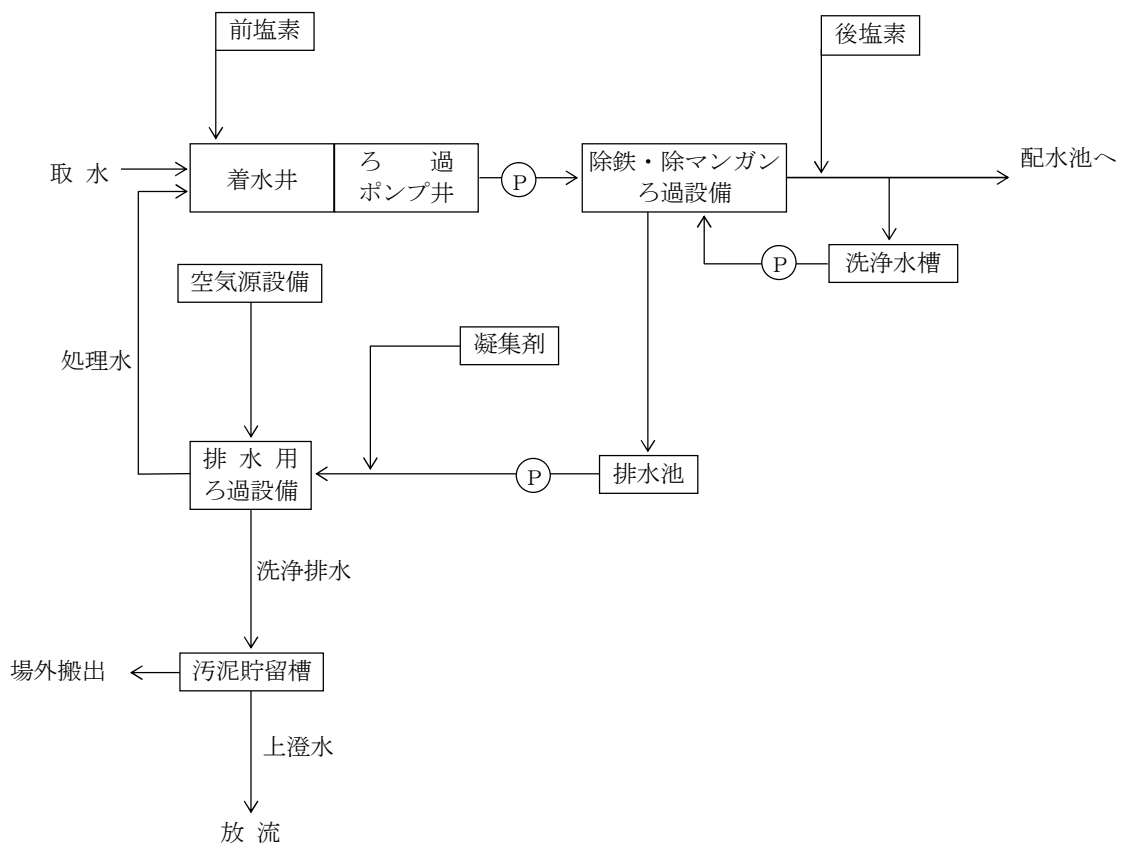 前塩素
後塩素
取 水
着水井
ろ 過
ポンプ井
P
除鉄・除マンガン
ろ過設備
配水池へ
P
洗浄水槽
空気源設備
凝集剤
処理水
排 水 用
ろ過設備
P
排水池
洗浄排水
場外搬出
汚泥貯留槽
上澄水
放 流